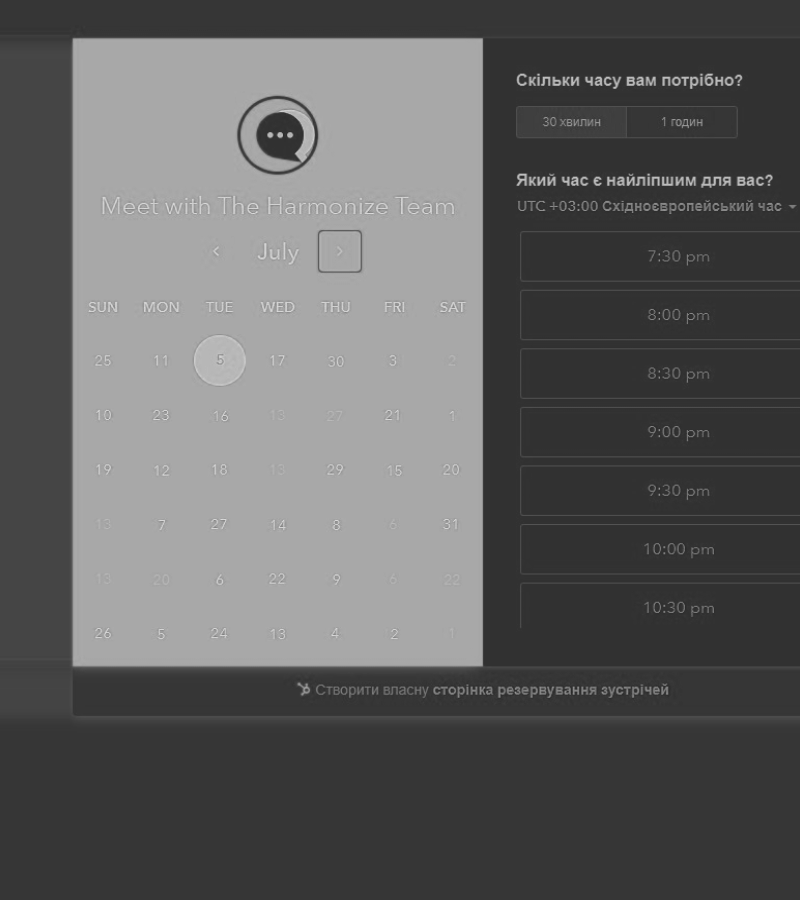 Meet with The Harmonize Team
July
SUN MON TUE WED THU FRI SAT
25 11 5 17 30 3 2
10 23 16 13 27 21 1
19 12 18 13 29 15 20
13 7 27 14 8 6 31
13 20 6 22 9 6 22
26 5 24 13 4 2 1
Скільки часу вам потрібно?
30 хвилин 1 годин
Який час є найліпшим для вас?
UTC +03:00 Східноєвропейський час
7:30 pm
8:00 pm
8:30 pm
9:00 pm
9:30 pm
10:00 pm
10:30 pm
Створити власну сторінка резервування зустрічей